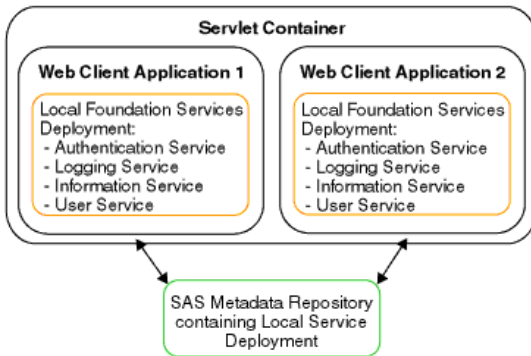 Servlet Container
Web Client Application 1
Local Foundation Services
Deployment:
- Authentication Service
- Logging Service
- Information Service
- User Service
Web Client Application 2
Local Foundation Services
Deployment:
- Authentication Service
- Logging Service
- Information Service
- User Service
SAS Metadata Repository
containing Local Service
Deployment